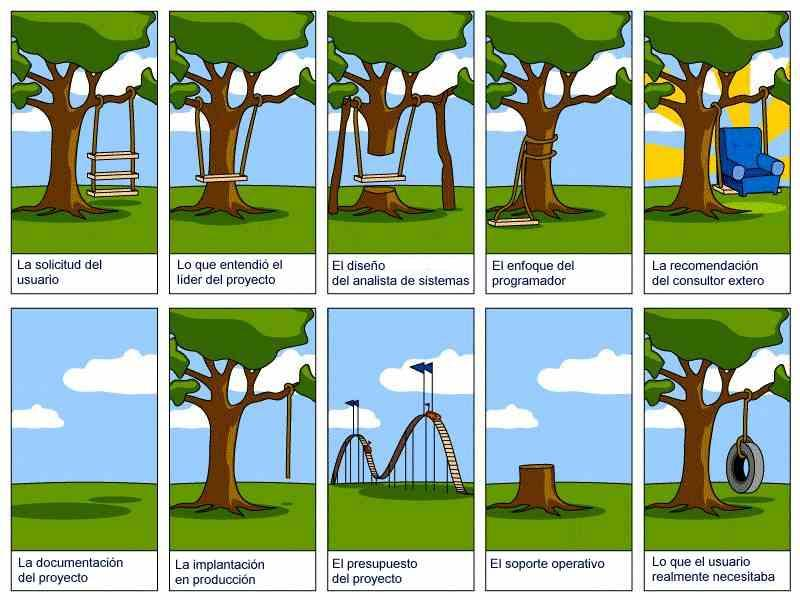 La solicitud del
usuario
Lo que entendió el
líder del proyecto
El diseño
del analista de sistemas
El enfoque del
programador
La recomendación
del consultor extero
La documentación
del proyecto
La implantación
en producción
El presupuesto
del proyecto
El soporte operativo
Lo que el usuario
realmente necesitaba